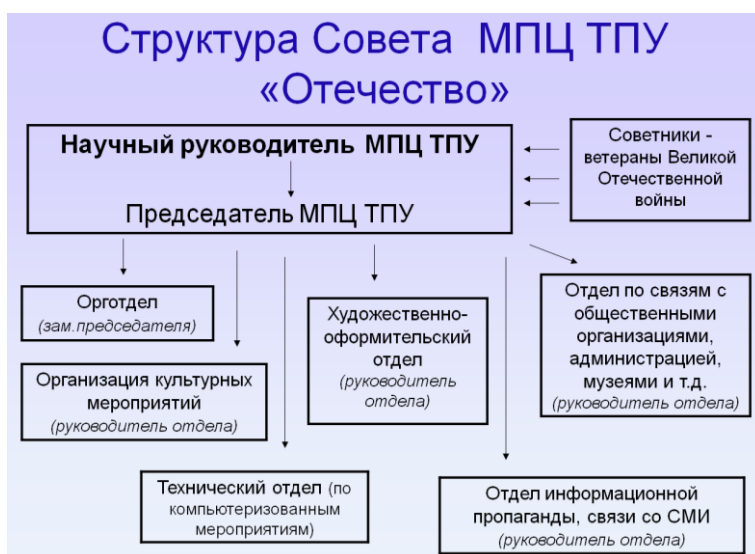 Структура Совета МПЦ ТПУ
«Отечество»
Научный руководитель МПЦ ТПУ
Председатель МПЦ ТПУ
Советники -
ветераны Великой
Отечественной
войны
Орготдел
(зам.председателя)
Организация культурных
мероприятий
(руководитель отдела)
Художественно-
оформительский
отдел
(руководитель
отдела)
Отдел по связям с
общественными
организациями,
администрацией,
музеями и т.д.
(руководитель отдела)
Технический отдел (по
компьютеризованным
мероприятиям)
Отдел информационной
пропаганды, связи со СМИ
(руководитель отдела)